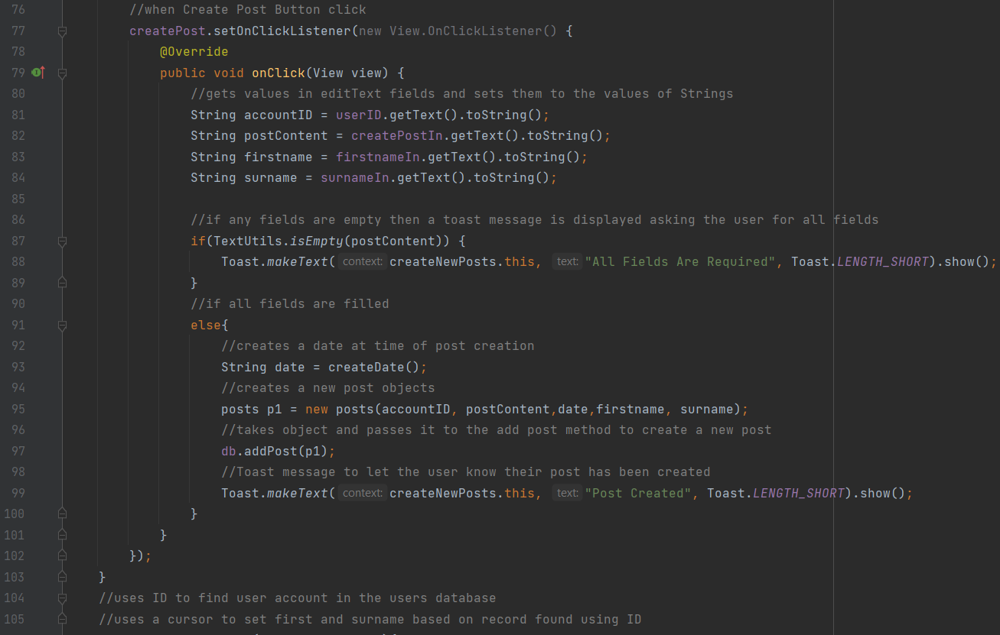 76 //when Create Post Button click
77 createPost.setOnClickListener(new View.OnClickListener() {
78 @Override
79 public void onClick(View view) {
80 //gets values in editText fields and sets them to the values of Strings
81 String accountID = userID.getText().toString();
82 String postContent = createPostIn.getText().toString();
83 String firstname = firstnameIn.getText().toString();
84 String surname = surnameIn.getText().toString();
85
86 //if any fields are empty then a toast message is displayed asking the user for all fields
87 if(TextUtils.isEmpty(postContent)) {
88 Toast.makeText( context: createNewPosts.this, text: "All Fields Are Required", Toast.LENGTH_SHORT).show();
89 }
90 //if all fields are filled
91 else{
92 //creates a date at time of post creation
93 String date = createDate();
94 //creates a new post objects
95 posts p1 = new posts(accountID, postContent,date,firstname, surname);
96 //takes object and passes it to the add post method to create a new post
97 db.addPost(p1);
98 //Toast message to let the user know their post has been created
99 Toast.makeText( context: createNewPosts.this, text: "Post Created", Toast.LENGTH_SHORT).show();
100 }
101 }
102 });
103 }
104 //uses ID to find user account in the users database
105 //uses a cursor to set first and surname based on record found using ID